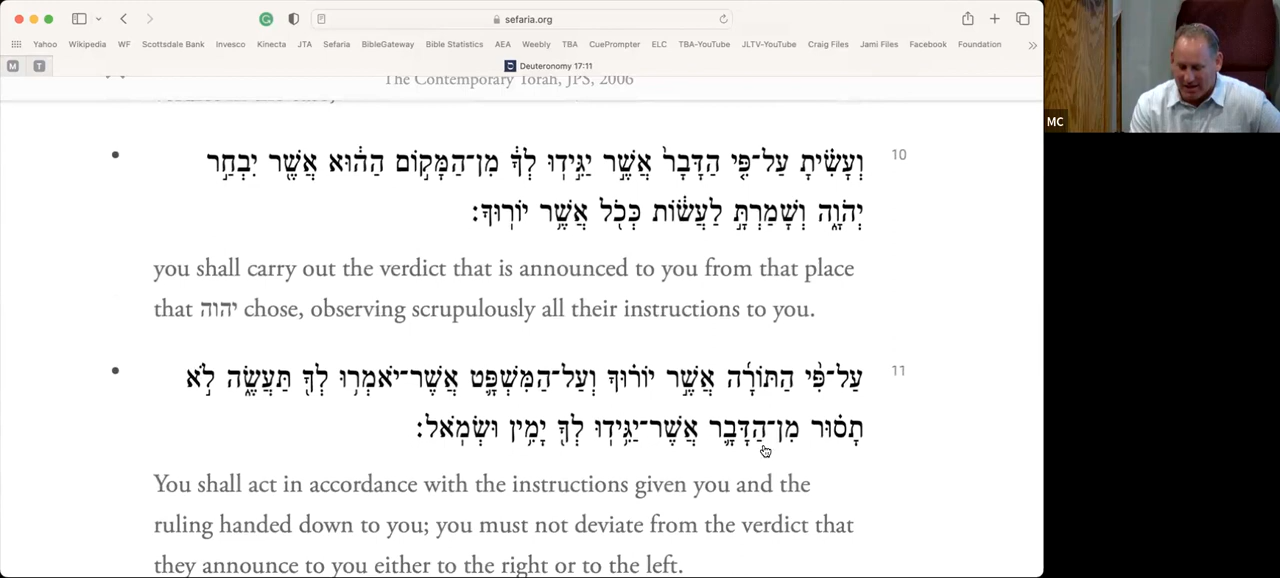 sefaria.org
Yahoo Wikipedia WF Scottsdale Bank Invesco Kinecta JTA Sefaria BibleGateway Bible Statistics AEA Weebly TBA CuePrompter ELC TBA-YouTube JLTV-YouTube Craig Files Jami Files Facebook Foundation
M T Deuteronomy 17:11
The Contemporary Torah, JPS, 2006
MC
10
וְעָשִׂ֗יתָ עַל־פִּ֤י הַדָּבָר֙ אֲשֶׁ֣ר יַגִּ֣ידֽוּ לְךָ֔ מִן־הַמָּק֣וֹם הַה֔וּא אֲשֶׁ֖ר יִבְחַ֣ר
יְהֹוָ֑ה וְשָׁמַרְתָּ֣ לַעֲשׂ֔וֹת כְּכֹ֖ל אֲשֶׁ֥ר יוֹרֽוּךָ׃
you shall carry out the verdict that is announced to you from that place
that יהוה chose, observing scrupulously all their instructions to you.
11
עַל־פִּ֨י הַתּוֹרָ֜ה אֲשֶׁ֣ר יוֹר֗וּךָ וְעַל־הַמִּשְׁפָּ֛ט אֲשֶׁר־יֹאמְר֥וּ לְךָ֖ תַּעֲשֶׂ֑ה לֹ֣א
תָס֗וּר מִן־הַדָּבָ֛ר אֲשֶׁר־יַגִּ֥ידֽוּ לְךָ֖ יָמִ֥ין וּשְׂמֹֽאל׃
You shall act in accordance with the instructions given you and the
ruling handed down to you; you must not deviate from the verdict that
they announce to you either to the right or to the left.